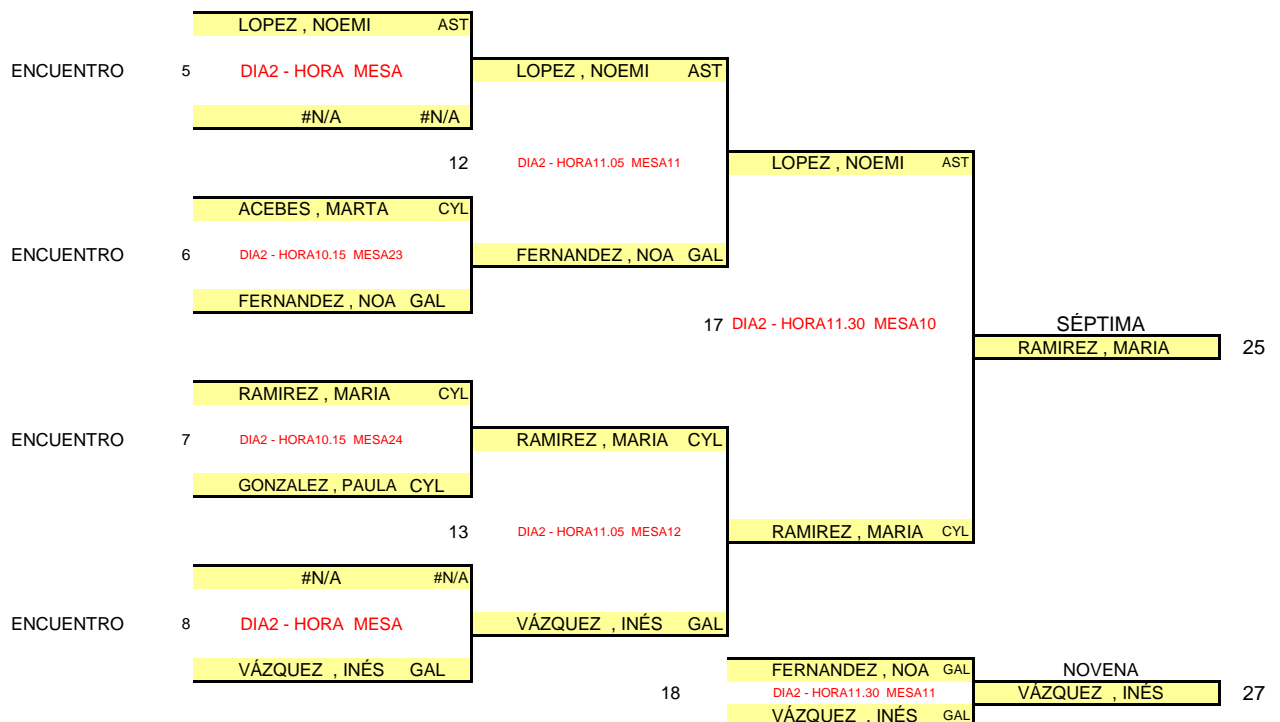 LOPEZ , NOEMI AST
ENCUENTRO 5 DIA2 - HORA MESA LOPEZ , NOEMI AST
#N/A #N/A
12 DIA2 - HORA11.05 MESA11 LOPEZ , NOEMI AST
ACEBES , MARTA CYL
ENCUENTRO 6 DIA2 - HORA10.15 MESA23 FERNANDEZ , NOA GAL
FERNANDEZ , NOA GAL
17 DIA2 - HORA11.30 MESA10 SÉPTIMA
RAMIREZ , MARIA 25
RAMIREZ , MARIA CYL
ENCUENTRO 7 DIA2 - HORA10.15 MESA24 RAMIREZ , MARIA CYL
GONZALEZ , PAULA CYL
13 DIA2 - HORA11.05 MESA12 RAMIREZ , MARIA CYL
#N/A #N/A
ENCUENTRO 8 DIA2 - HORA MESA VÁZQUEZ , INÉS GAL
VÁZQUEZ , INÉS GAL FERNANDEZ , NOA GAL NOVENA
18 DIA2 - HORA11.30 MESA11 VÁZQUEZ , INÉS 27
VÁZQUEZ , INÉS GAL